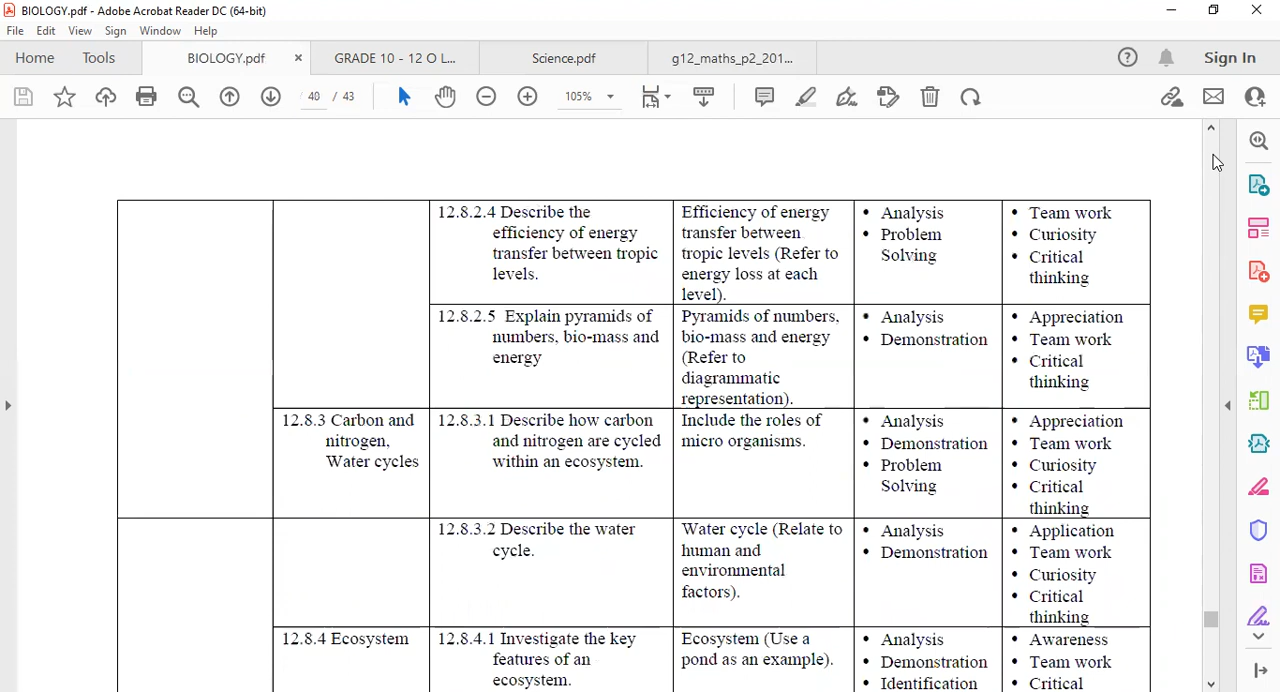 BIOLOGY.pdf - Adobe Acrobat Reader DC (64-bit)
File Edit View Sign Window Help
Home Tools BIOLOGY.pdf × GRADE 10 - 12 O L... Science.pdf g12_maths_p2_201... Sign In
40 / 43 105%
12.8.2.4 Describe the
efficiency of energy
transfer between tropic
levels.
Efficiency of energy
transfer between
tropic levels (Refer to
energy loss at each
level).
• Analysis
• Problem
Solving
• Team work
• Curiosity
• Critical
thinking
12.8.2.5 Explain pyramids of
numbers, bio-mass and
energy
Pyramids of numbers,
bio-mass and energy
(Refer to
diagrammatic
representation).
• Analysis
• Demonstration
• Appreciation
• Team work
• Critical
thinking
12.8.3 Carbon and
nitrogen,
Water cycles
12.8.3.1 Describe how carbon
and nitrogen are cycled
within an ecosystem.
Include the roles of
micro organisms.
• Analysis
• Demonstration
• Problem
Solving
• Appreciation
• Team work
• Curiosity
• Critical
thinking
12.8.3.2 Describe the water
cycle.
Water cycle (Relate to
human and
environmental
factors).
• Analysis
• Demonstration
• Application
• Team work
• Curiosity
• Critical
thinking
12.8.4 Ecosystem
12.8.4.1 Investigate the key
features of an
ecosystem.
Ecosystem (Use a
pond as an example).
• Analysis
• Demonstration
• Identification
• Awareness
• Team work
• Critical